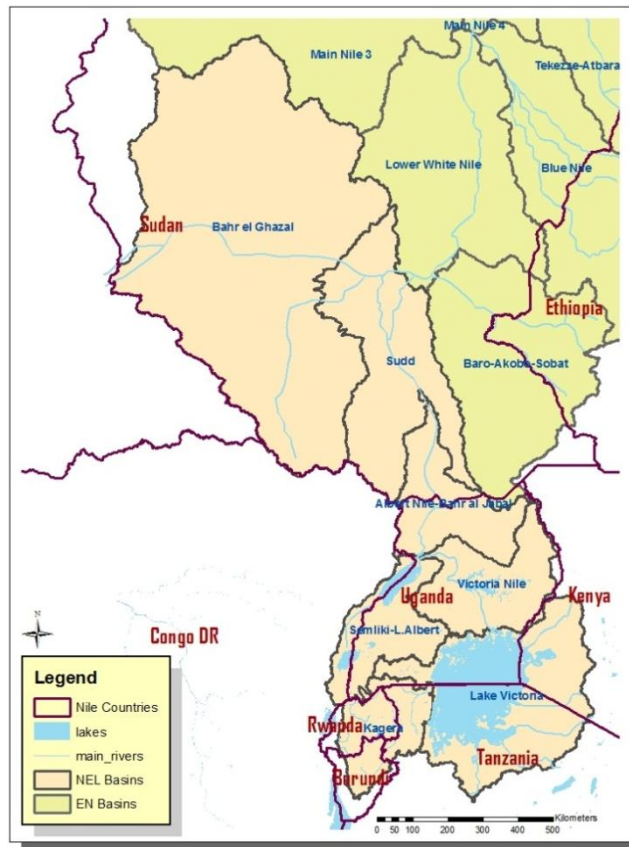 Main Nile 4
Main Nile 3
Tekezze-Atbara
Lower White Nile
Blue Nile
Sudan
Bahr el Ghazal
Ethiopia
Sudd
Baro-Akobo-Sobat
Albert Nile-Bahr al Jabal
Victoria Nile
Uganda
Kenya
Semliki-L.Albert
Congo DR
N
Lake Victoria
Rwanda
Kagera
Tanzania
Burundi
Legend
Nile Countries
lakes
main_rivers
NEL Basins
EN Basins
Kilometers
0 50 100 200 300 400 500